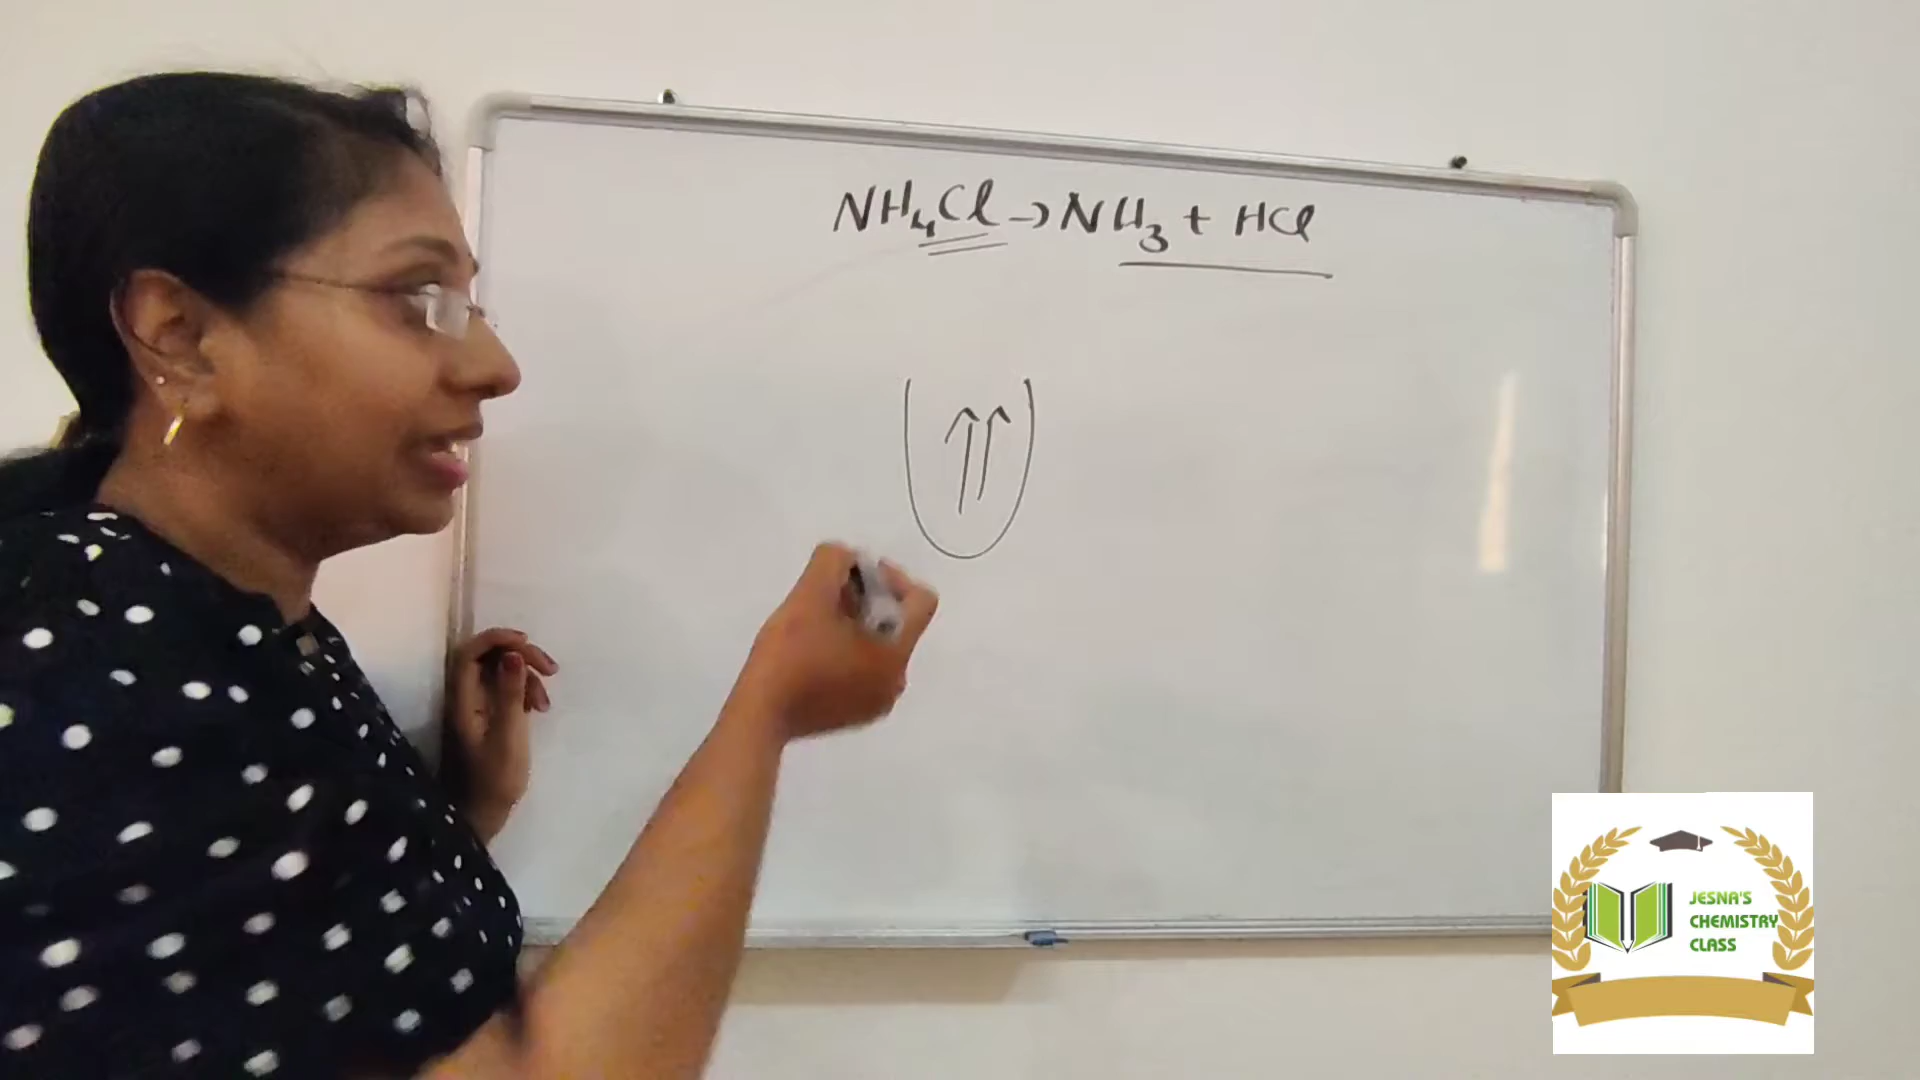 NH₄Cl → NH₃ + HCl
JESNA'S
CHEMISTRY
CLASS